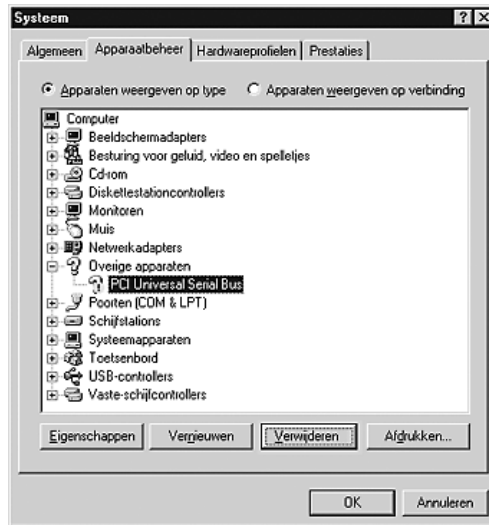 Systeem
Algemeen Apparaatbeheer Hardwareprofielen Prestaties
Apparaten weergeven op type Apparaten weergeven op verbinding
Computer
Beeldschermadapters
Besturing voor geluid, video en spelletjes
Cd-rom
Diskettestationcontrollers
Monitoren
Muis
Netwerkadapters
Overige apparaten
PCI Universal Serial Bus
Poorten (COM & LPT)
Schijfstations
Systeemapparaten
Toetsenbord
USB-controllers
Vaste-schijfcontrollers
Eigenschappen Vernieuwen Verwijderen Afdrukken...
OK Annuleren